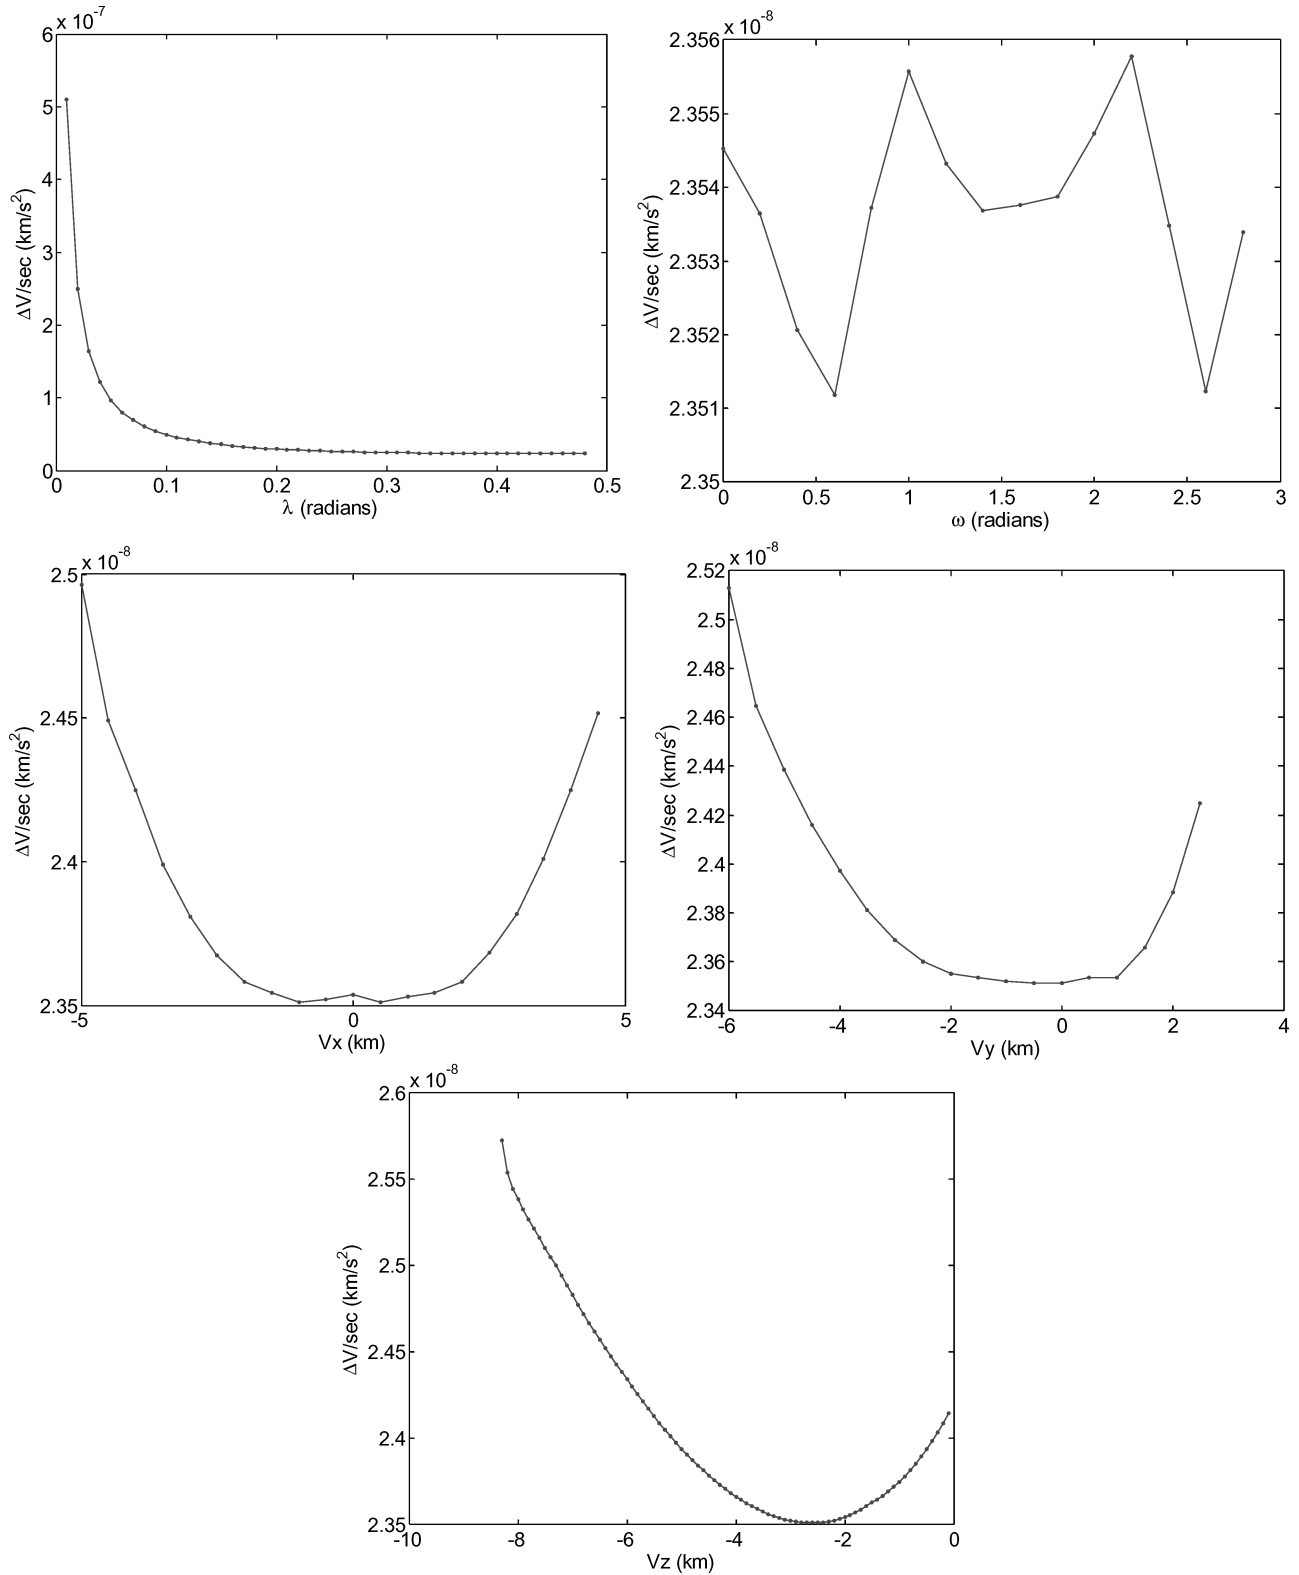 x 10-7
6
5
4
3
2
1
0
ΔV/sec (km/s2)
0 0.1 0.2 0.3 0.4 0.5
λ (radians)
x 10-8
2.356
2.355
2.354
2.353
2.352
2.351
2.35
ΔV/sec (km/s2)
0 0.5 1 1.5 2 2.5 3
ω (radians)
x 10-8
2.5
2.45
2.4
2.35
ΔV/sec (km/s2)
-5 0 5
Vx (km)
x 10-8
2.52
2.5
2.48
2.46
2.44
2.42
2.4
2.38
2.36
2.34
ΔV/sec (km/s2)
-6 -4 -2 0 2 4
Vy (km)
x 10-8
2.6
2.55
2.5
2.45
2.4
2.35
ΔV/sec (km/s2)
-10 -8 -6 -4 -2 0
Vz (km)